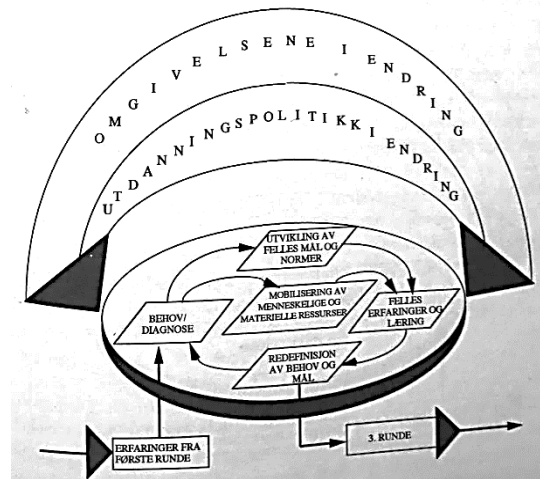 OMGIVELSENE I ENDRING
UTDANNINGSPOLITIKK I ENDRING
UTVIKLING AV
FELLES MÅL OG
NORMER
MOBILISERING AV
MENNESKELIGE OG
MATERIELLE RESSURSER
BEHOV/
DIAGNOSE
FELLES
ERFARINGER OG
LÆRING
REDEFINISJON
AV BEHOV OG
MÅL
ERFARINGER FRA
FØRSTE RUNDE
3. RUNDE